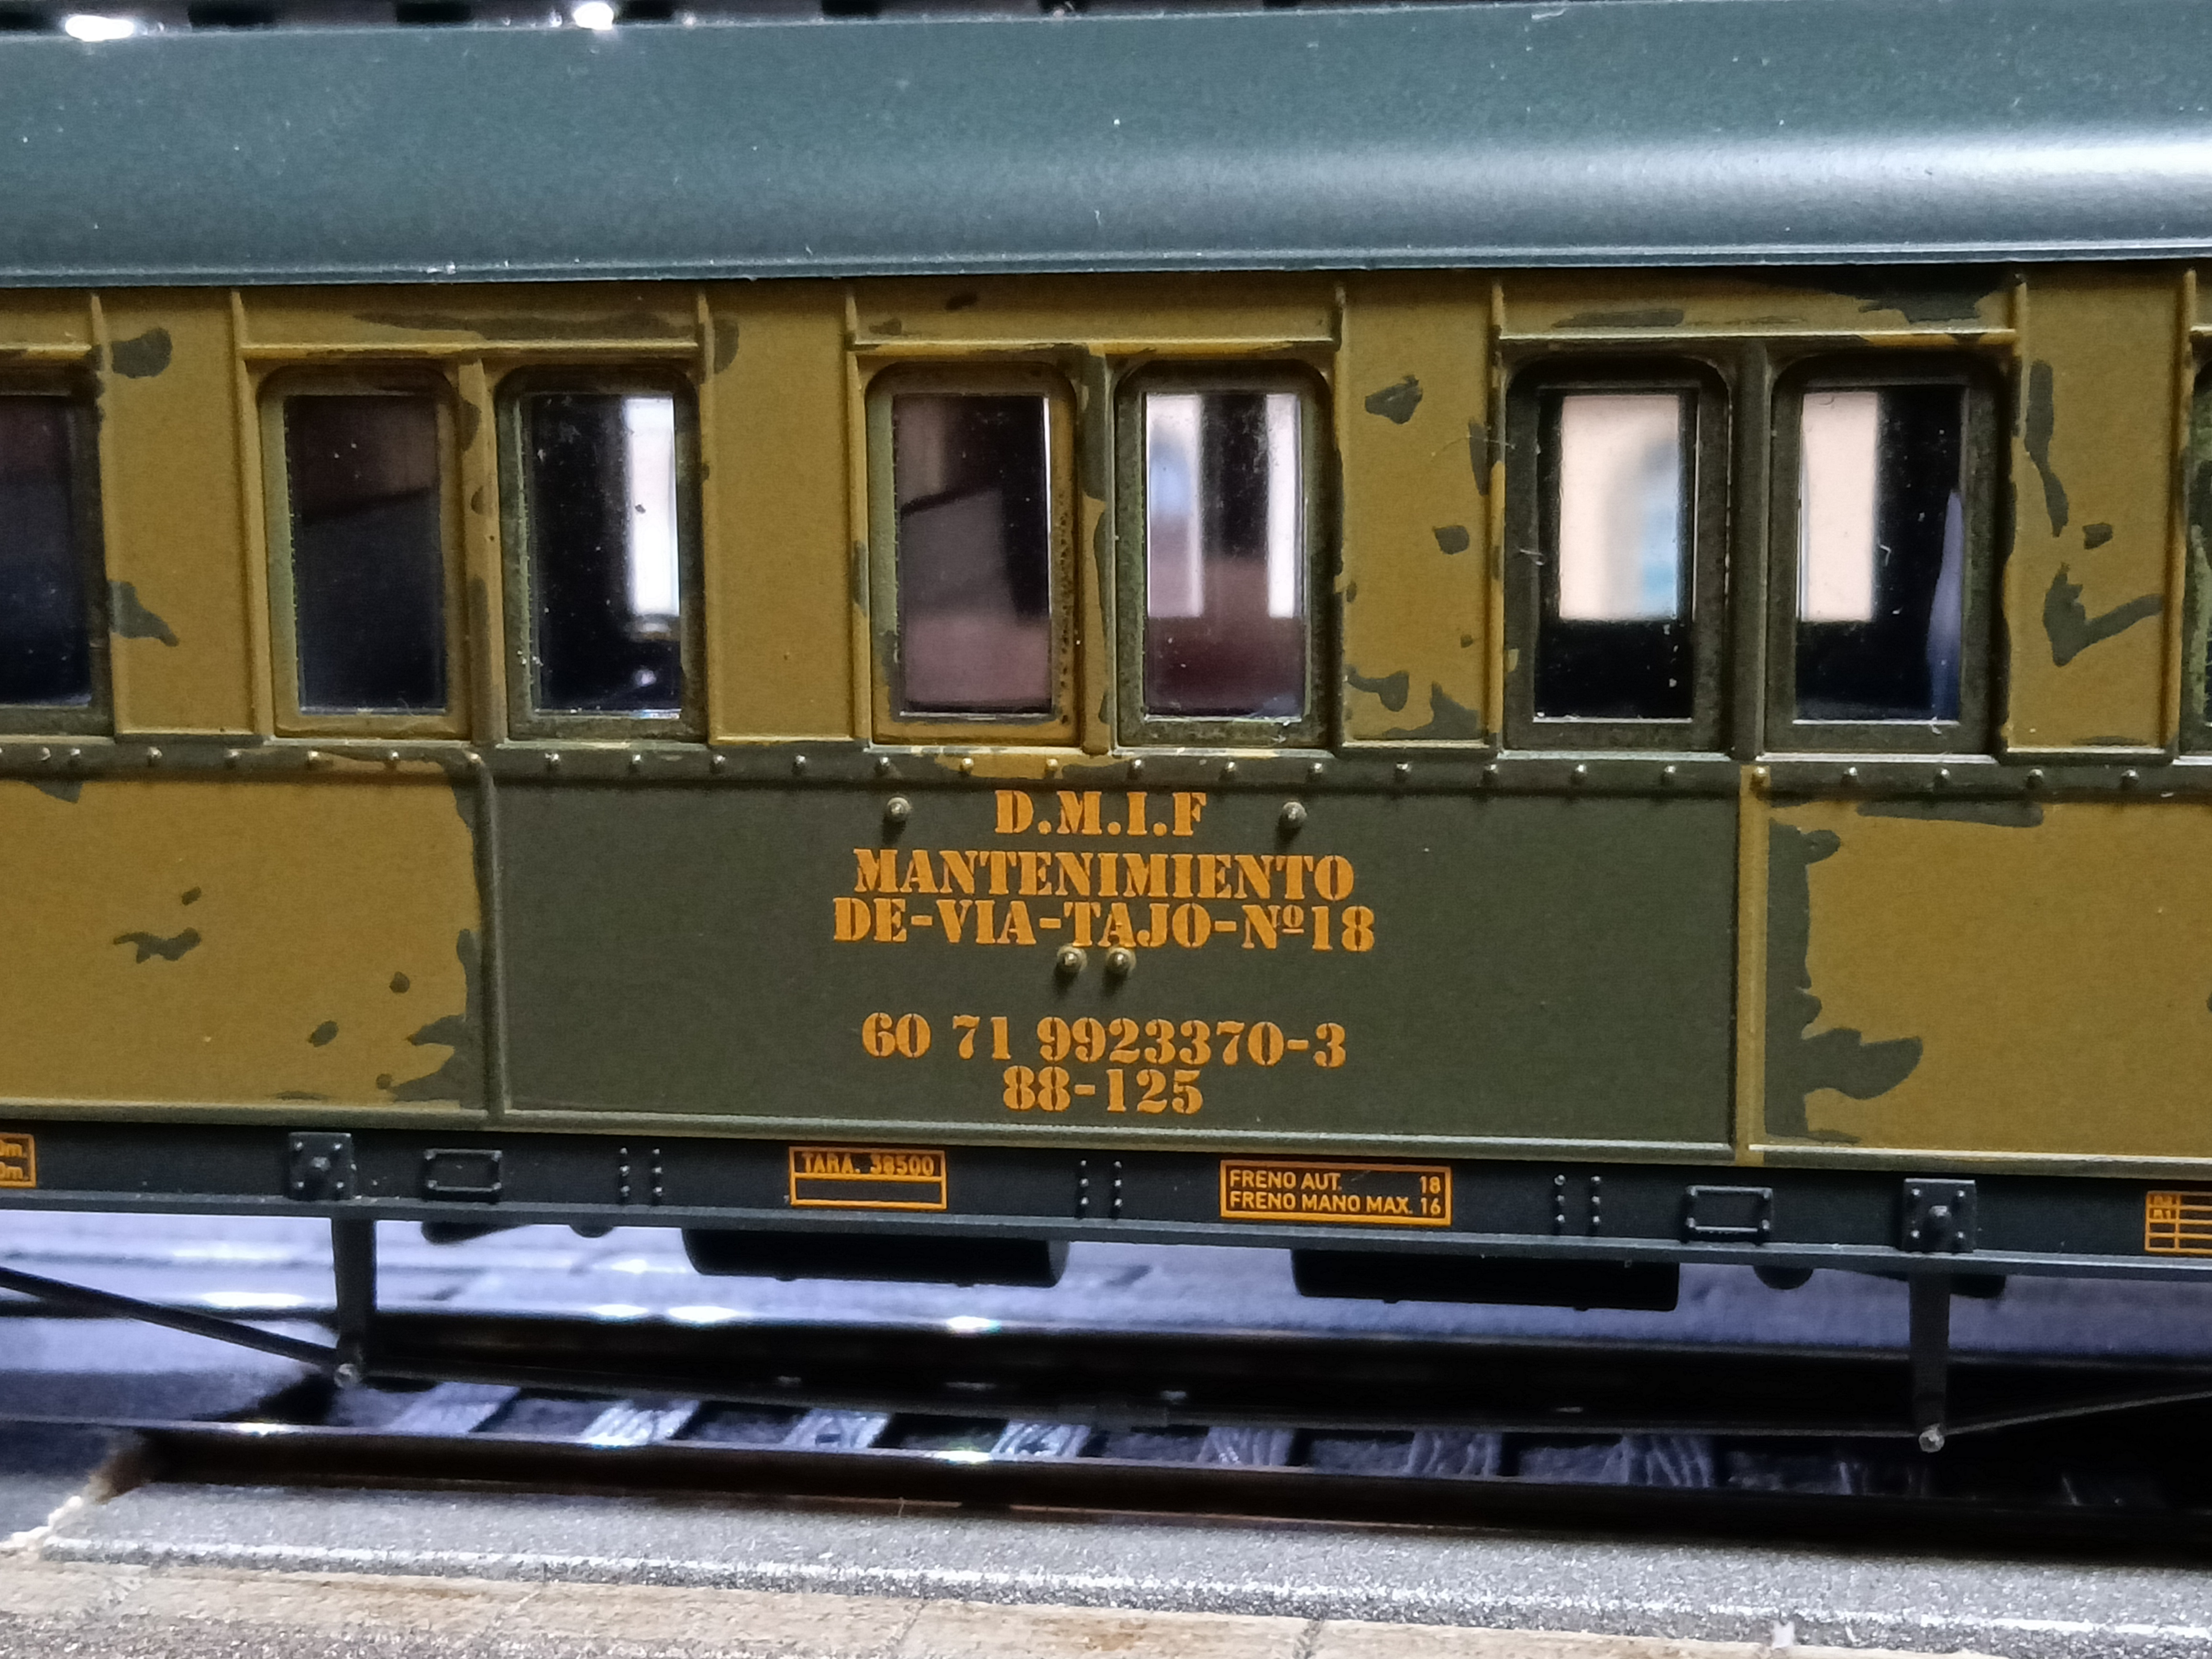 D.M.I.F
MANTENIMIENTO
DE-VIA-TAJO-Nº18
60 71 9923370-3
88-125
TARA. 38500
FRENO AUT. 18
FRENO MANO MAX. 16